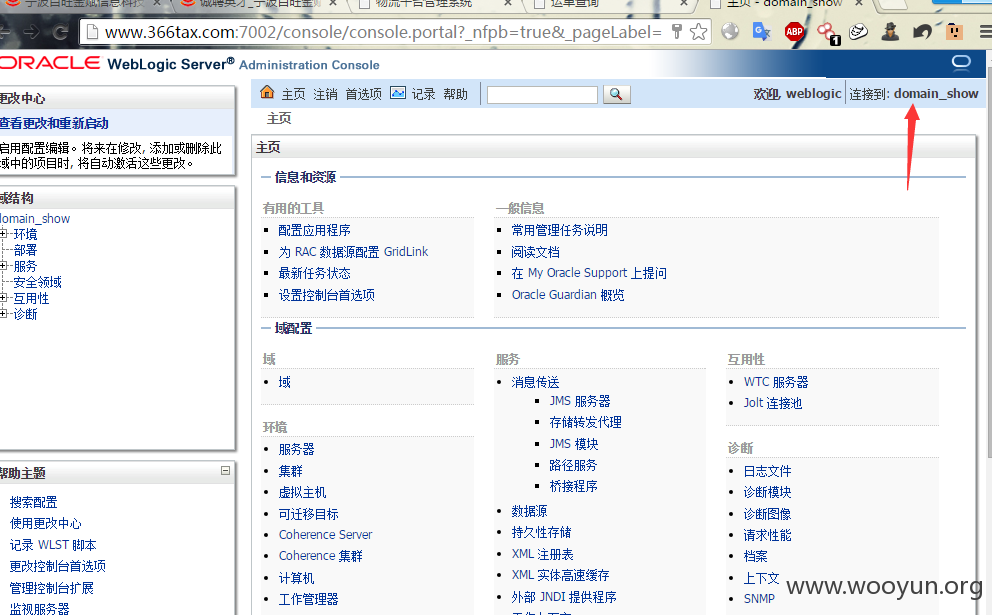 宁波百旺金赋信息科技 × 诚聘英才_宁波百旺金赋 × 物流平台管理系统 × 运单查询 × 主页 - domain_show ×
www.366tax.com:7002/console/console.portal?_nfpb=true&_pageLabel=
ABP 1
ORACLE WebLogic Server® Administration Console
更改中心
查看更改和重新启动
启用配置编辑。将来在修改, 添加或删除此
域中的项目时, 将自动激活这些更改。
域结构
domain_show
环境
部署
服务
安全领域
互用性
诊断
帮助主题
搜索配置
使用更改中心
记录 WLST 脚本
更改控制台首选项
管理控制台扩展
监视服务器
主页 注销 首选项 记录 帮助
欢迎, weblogic 连接到: domain_show
主页
主页
信息和资源
有用的工具
配置应用程序
为 RAC 数据源配置 GridLink
最新任务状态
设置控制台首选项
一般信息
常用管理任务说明
阅读文档
在 My Oracle Support 上提问
Oracle Guardian 概览
域配置
域
域
环境
服务器
集群
虚拟主机
可迁移目标
Coherence Server
Coherence 集群
计算机
工作管理器
服务
消息传送
JMS 服务器
存储转发代理
JMS 模块
路径服务
桥接程序
数据源
持久性存储
XML 注册表
XML 实体高速缓存
外部 JNDI 提供程序
互用性
WTC 服务器
Jolt 连接池
诊断
日志文件
诊断模块
诊断图像
请求性能
档案
上下文
SNMP
www.wooyun.org